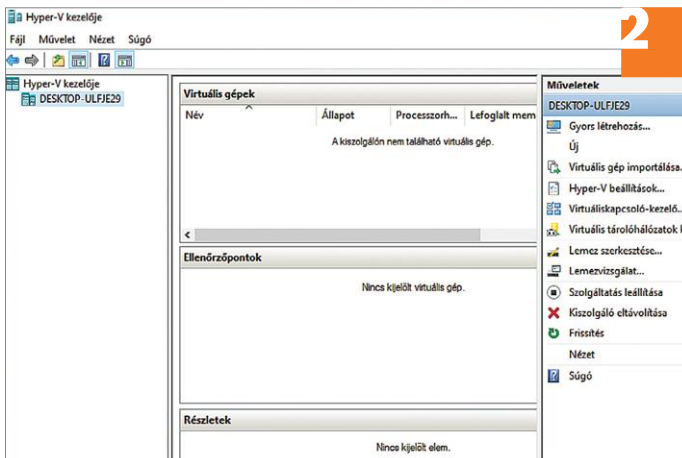 Hyper-V kezelője
2
Fájl Művelet Nézet Súgó
Hyper-V kezelője
DESKTOP-ULFJE29
Virtuális gépek
Név Állapot Processzorh... Lefoglalt mem
A kiszolgálón nem található virtuális gép.
Ellenőrzőpontok
Nincs kijelölt virtuális gép.
Részletek
Nincs kijelölt elem.
Műveletek
DESKTOP-ULFJE29
Gyors létrehozás...
Új
Virtuális gép importálása.
Hyper-V beállítások...
Virtuáliskapcsoló-kezelő..
Virtuális tárolóhálózatok
Lemez szerkesztése...
Lemezvizsgálat...
Szolgáltatás leállítása
Kiszolgáló eltávolítása
Frissítés
Nézet
Súgó